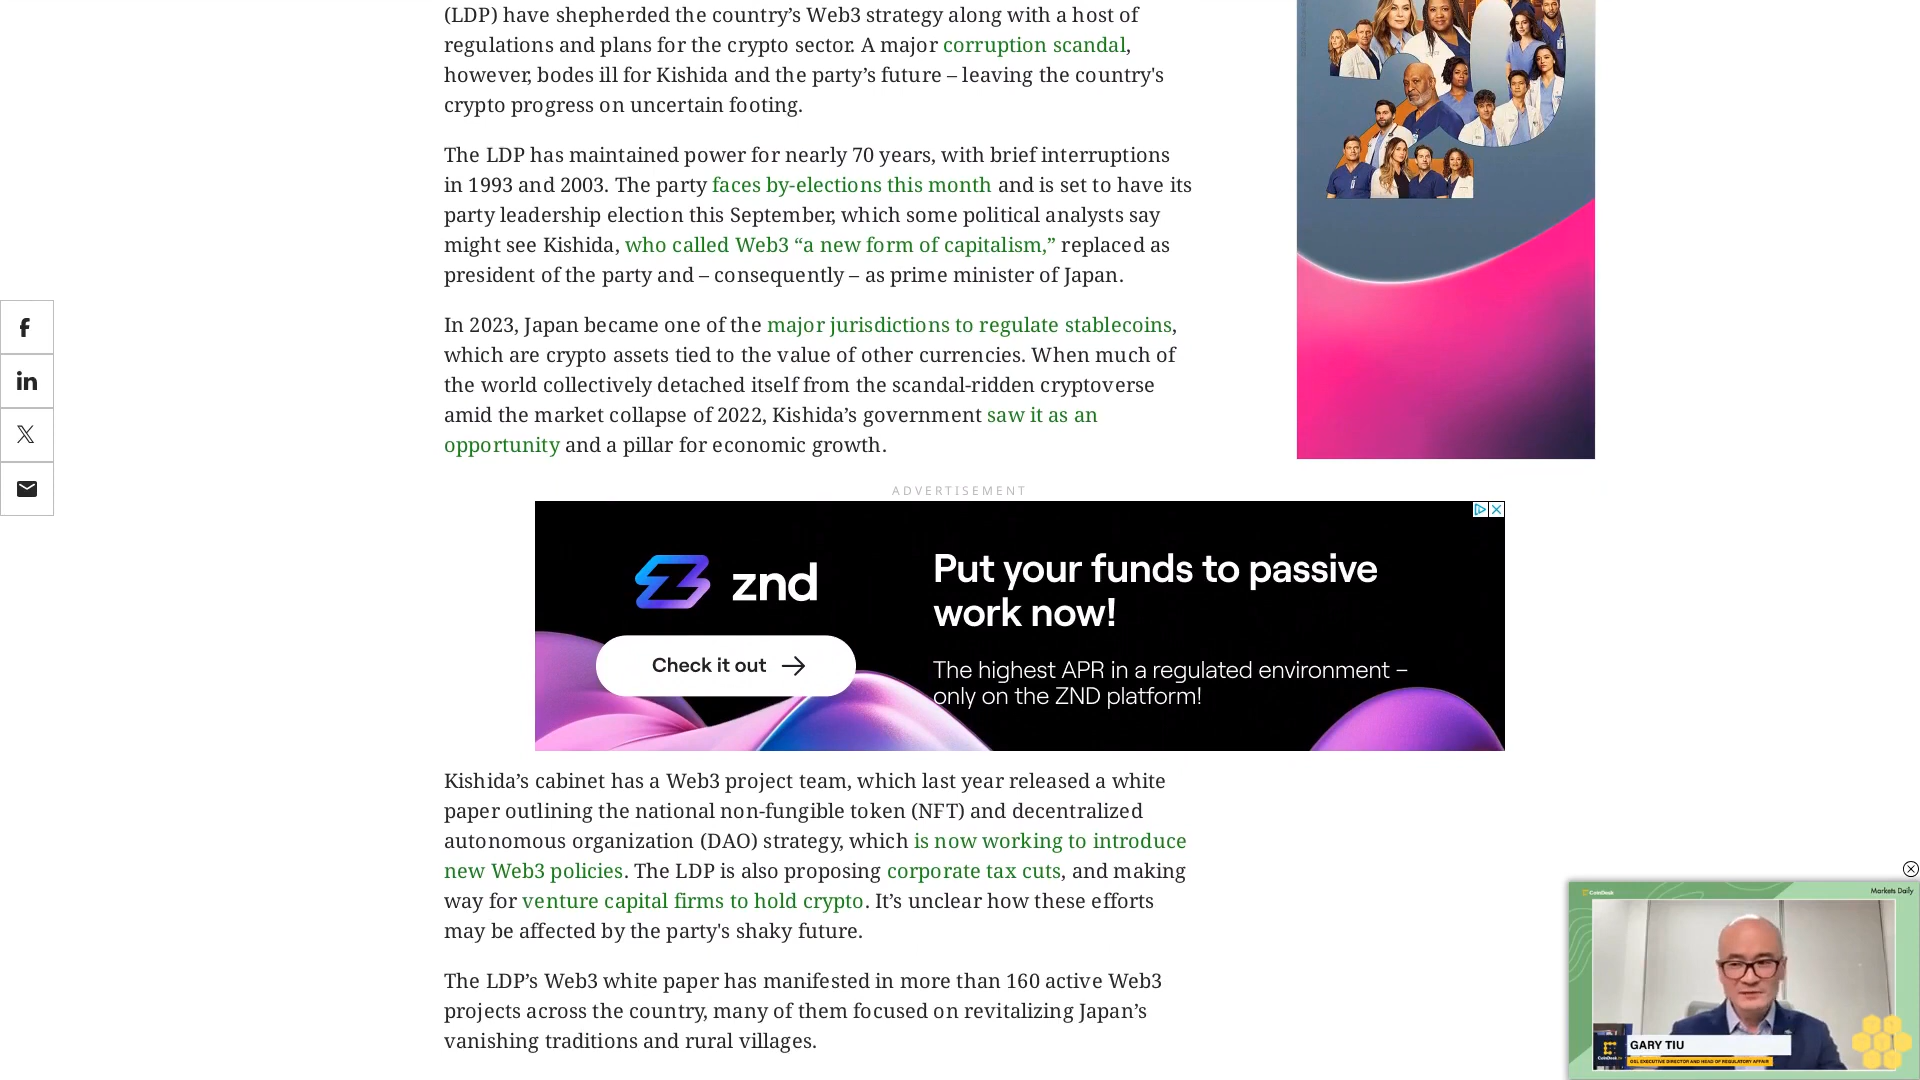 (LDP) have shepherded the country’s Web3 strategy along with a host of
regulations and plans for the crypto sector. A major corruption scandal,
however, bodes ill for Kishida and the party’s future – leaving the country's
crypto progress on uncertain footing.
The LDP has maintained power for nearly 70 years, with brief interruptions
in 1993 and 2003. The party faces by-elections this month and is set to have its
party leadership election this September, which some political analysts say
might see Kishida, who called Web3 “a new form of capitalism,” replaced as
president of the party and – consequently – as prime minister of Japan.
In 2023, Japan became one of the major jurisdictions to regulate stablecoins,
which are crypto assets tied to the value of other currencies. When much of
the world collectively detached itself from the scandal-ridden cryptoverse
amid the market collapse of 2022, Kishida’s government saw it as an
opportunity and a pillar for economic growth.
ADVERTISEMENT
znd
Check it out
Put your funds to passive
work now!
The highest APR in a regulated environment –
only on the ZND platform!
Kishida’s cabinet has a Web3 project team, which last year released a white
paper outlining the national non-fungible token (NFT) and decentralized
autonomous organization (DAO) strategy, which is now working to introduce
new Web3 policies. The LDP is also proposing corporate tax cuts, and making
way for venture capital firms to hold crypto. It’s unclear how these efforts
may be affected by the party's shaky future.
The LDP’s Web3 white paper has manifested in more than 160 active Web3
projects across the country, many of them focused on revitalizing Japan’s
vanishing traditions and rural villages.
CoinDesk
Markets Daily
GARY TIU
OSL EXECUTIVE DIRECTOR AND HEAD OF REGULATORY AFFAIR